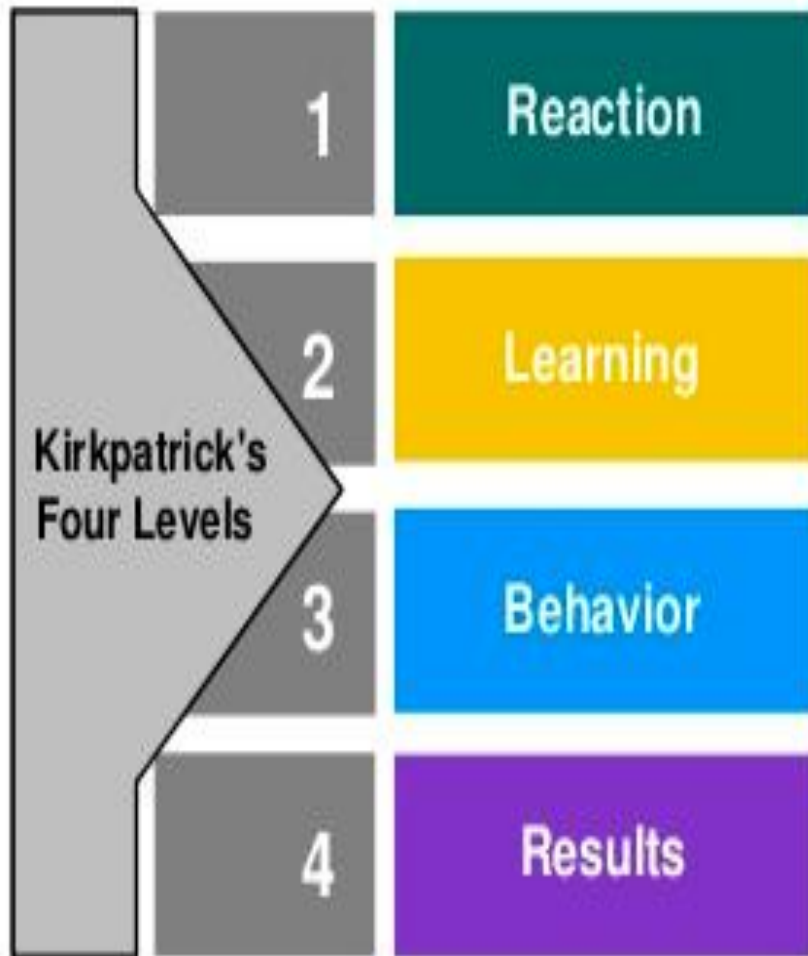 Kirkpatrick's
Four Levels
1
Reaction
2
Learning
3
Behavior
4
Results